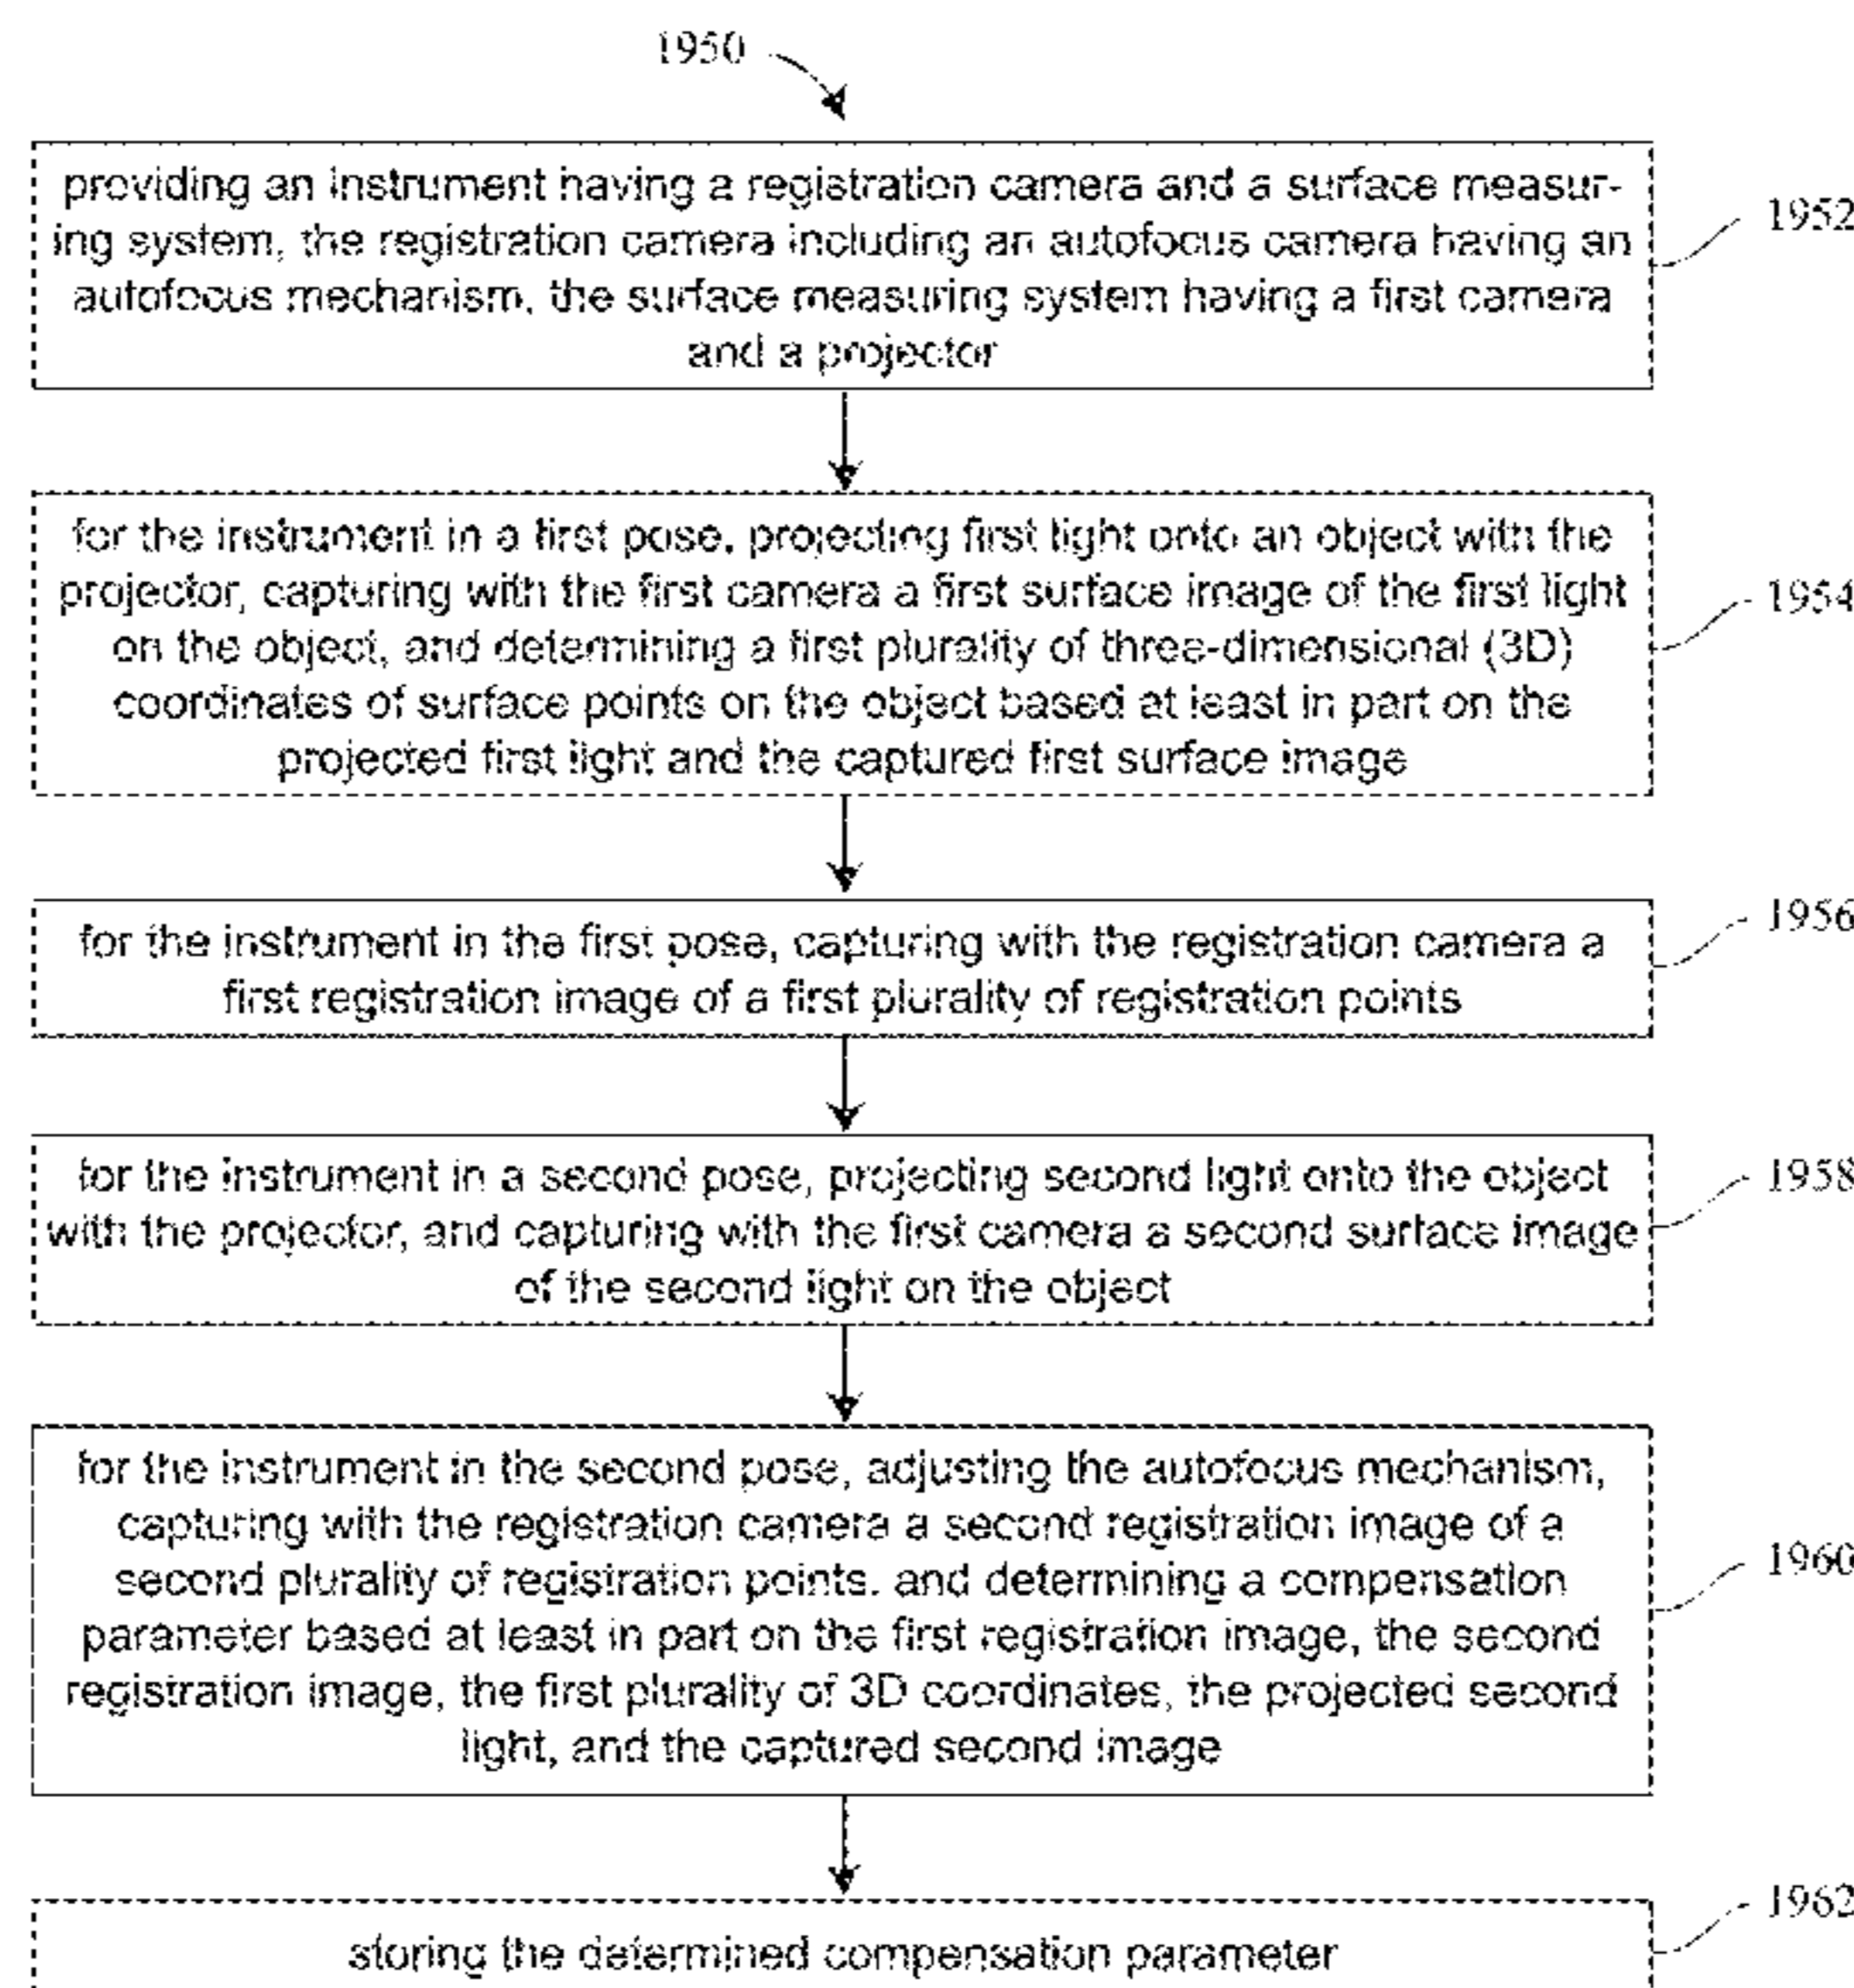 1950
providing an instrument having a registration camera and a surface measur-
ing system, the registration camera including an autofocus camera having an
autofocus mechanism, the surface measuring system having a first camera
and a projector
1952
for the instrument in a first pose, projecting first light onto an object with the
projector, capturing with the first camera a first surface image of the first light
on the object, and determining a first plurality of three-dimensional (3D)
coordinates of surface points on the object based at least in part on the
projected first light and the captured first surface image
1954
for the instrument in the first pose, capturing with the registration camera a
first registration image of a first plurality of registration points
1956
for the instrument in a second pose, projecting second light onto the object
with the projector, and capturing with the first camera a second surface image
of the second light on the object
1958
for the instrument in the second pose, adjusting the autofocus mechanism,
capturing with the registration camera a second registration image of a
second plurality of registration points, and determining a compensation
parameter based at least in part on the first registration image, the second
registration image, the first plurality of 3D coordinates, the projected second
light, and the captured second image
1960
storing the determined compensation parameter
1962